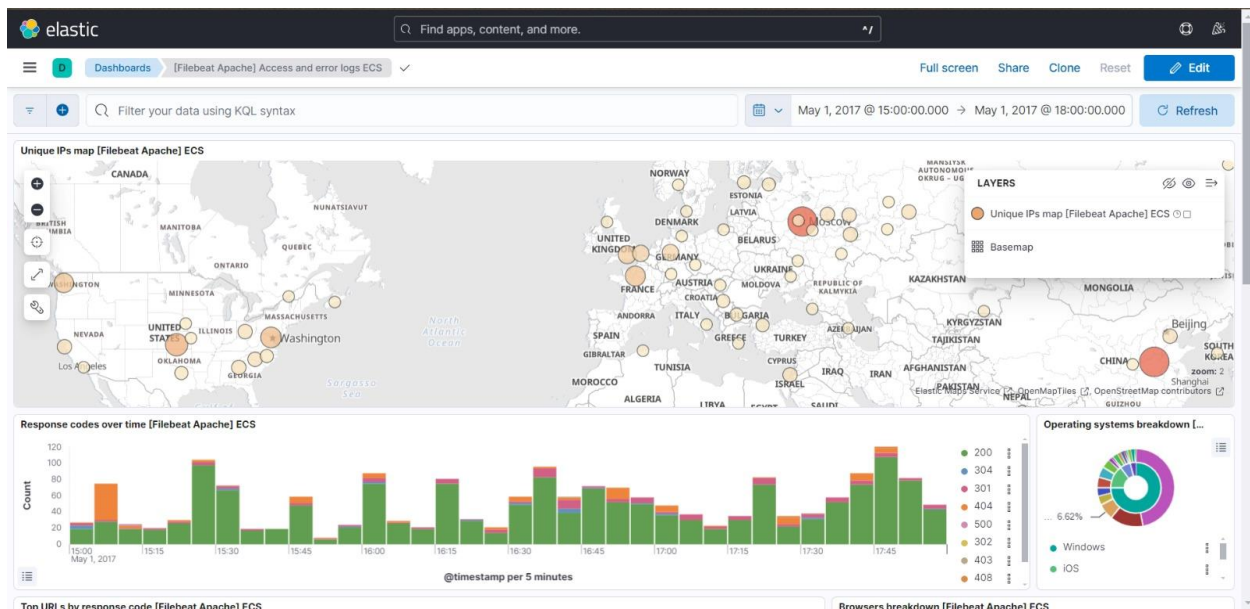 elastic
Find apps, content, and more.
^/
D
Dashboards
[Filebeat Apache] Access and error logs ECS
Full screen
Share
Clone
Reset
Edit
Filter your data using KQL syntax
May 1, 2017 @ 15:00:00.000 → May 1, 2017 @ 18:00:00.000
Refresh
Unique IPs map [Filebeat Apache] ECS
CANADA
NUNATSIAVUT
MANITOBA
QUEBEC
ONTARIO
MINNESOTA
MASSACHUSETTS
NEVADA
UNITED
STATES
ILLINOIS
Washington
OKLAHOMA
Los Angeles
GEORGIA
North
Atlantic
Ocean
Sargasso
Sea
NORWAY
ESTONIA
LATVIA
DENMARK
Moscow
UNITED
KINGDOM
BELARUS
GERMANY
UKRAINE
AUSTRIA
MOLDOVA
REPUBLIC OF
KALMYKIA
FRANCE
CROATIA
ANDORRA
ITALY
BULGARIA
SPAIN
GREECE
TURKEY
AZERBAIJAN
GIBRALTAR
TUNISIA
CYPRUS
ISRAEL
IRAQ
IRAN
MOROCCO
ALGERIA
KAZAKHSTAN
MONGOLIA
KYRGYZSTAN
TAJIKISTAN
AFGHANISTAN
PAKISTAN
NEPAL
Beijing
SOUTH
KOREA
CHINA
Shanghai
GUIZHOU
LAYERS
Unique IPs map [Filebeat Apache] ECS
Basemap
zoom: 2
Elastic Maps Service, OpenMapTiles, OpenStreetMap contributors
Response codes over time [Filebeat Apache] ECS
Count
120
100
80
60
40
20
0
15:00
May 1, 2017
15:15
15:30
15:45
16:00
16:15
16:30
16:45
17:00
17:15
17:30
17:45
@timestamp per 5 minutes
200
304
301
404
500
302
403
408
Operating systems breakdown [...
... 6.62%
Windows
iOS
Top URLs by response code [Filebeat Apache] ECS
Browsers breakdown [Filebeat Apache] ECS